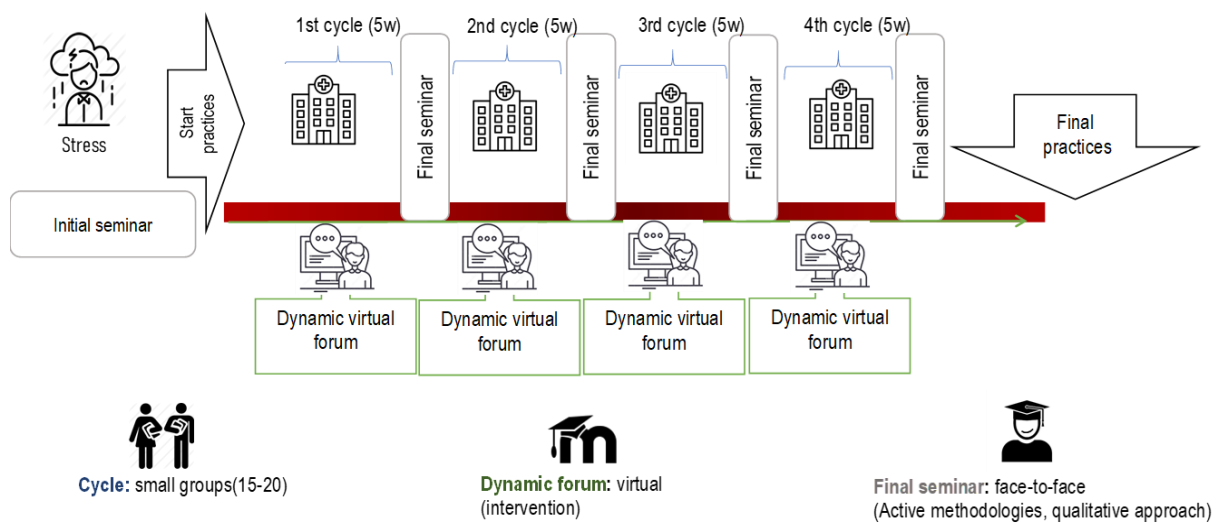 1st cycle (5w)
2nd cycle (5w)
3rd cycle (5w)
4th cycle (5w)
Stress
Start
practices
Final seminar
Final seminar
Final seminar
Final seminar
Final
practices
Initial seminar
Dynamic virtual
forum
Dynamic virtual
forum
Dynamic virtual
forum
Dynamic virtual
forum
Cycle: small groups(15-20)
Dynamic forum: virtual
(intervention)
Final seminar: face-to-face
(Active methodologies, qualitative approach)